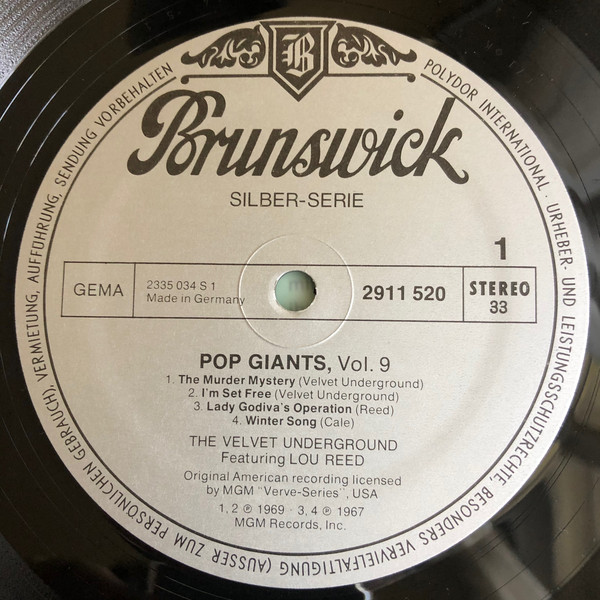 B
Brunswick
SILBER-SERIE
POLYDOR INTERNATIONAL · URHEBER- UND LEISTUNGSSCHUTZRECHTE, BESONDERS VERVIELFÄLTIGUNG (AUSSER ZUM PERSÖNLICHEN GEBRAUCH), VERMIETUNG, AUFFÜHRUNG, SENDUNG VORBEHALTEN
1
GEMA
2335 034 S 1
Made in Germany
2911 520
STEREO
33
POP GIANTS, Vol. 9
1. The Murder Mystery (Velvet Underground)
2. I'm Set Free (Velvet Underground)
3. Lady Godiva's Operation (Reed)
4. Winter Song (Cale)
THE VELVET UNDERGROUND
Featuring LOU REED
Original American recording licensed
by MGM "Verve-Series", USA
1, 2 ℗ 1969 · 3, 4 ℗ 1967
MGM Records, Inc.